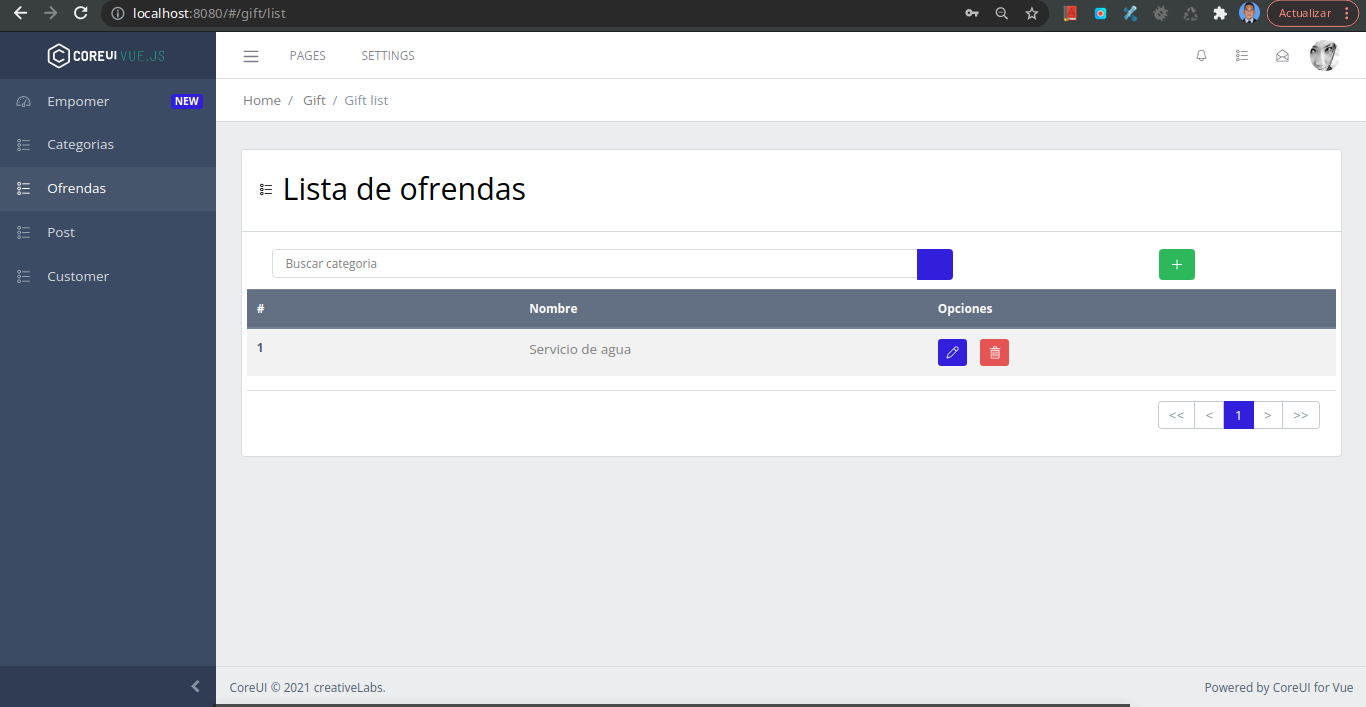 localhost:8080/#/gift/list
Actualizar
COREUI VUE.JS
PAGES SETTINGS
Empomer NEW
Home / Gift / Gift list
Categorias
Ofrendas
Post
Customer
Lista de ofrendas
Buscar categoria
+
# Nombre Opciones
1 Servicio de agua
<< < 1 > >>
CoreUI © 2021 creativeLabs.
Powered by CoreUI for Vue